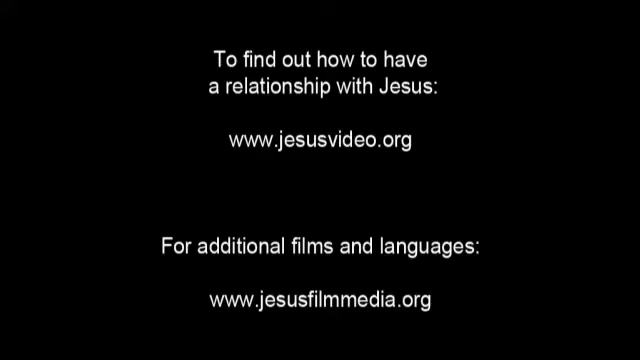 To find out how to have
a relationship with Jesus:
www.jesusvideo.org
For additional films and languages:
www.jesusfilmmedia.org